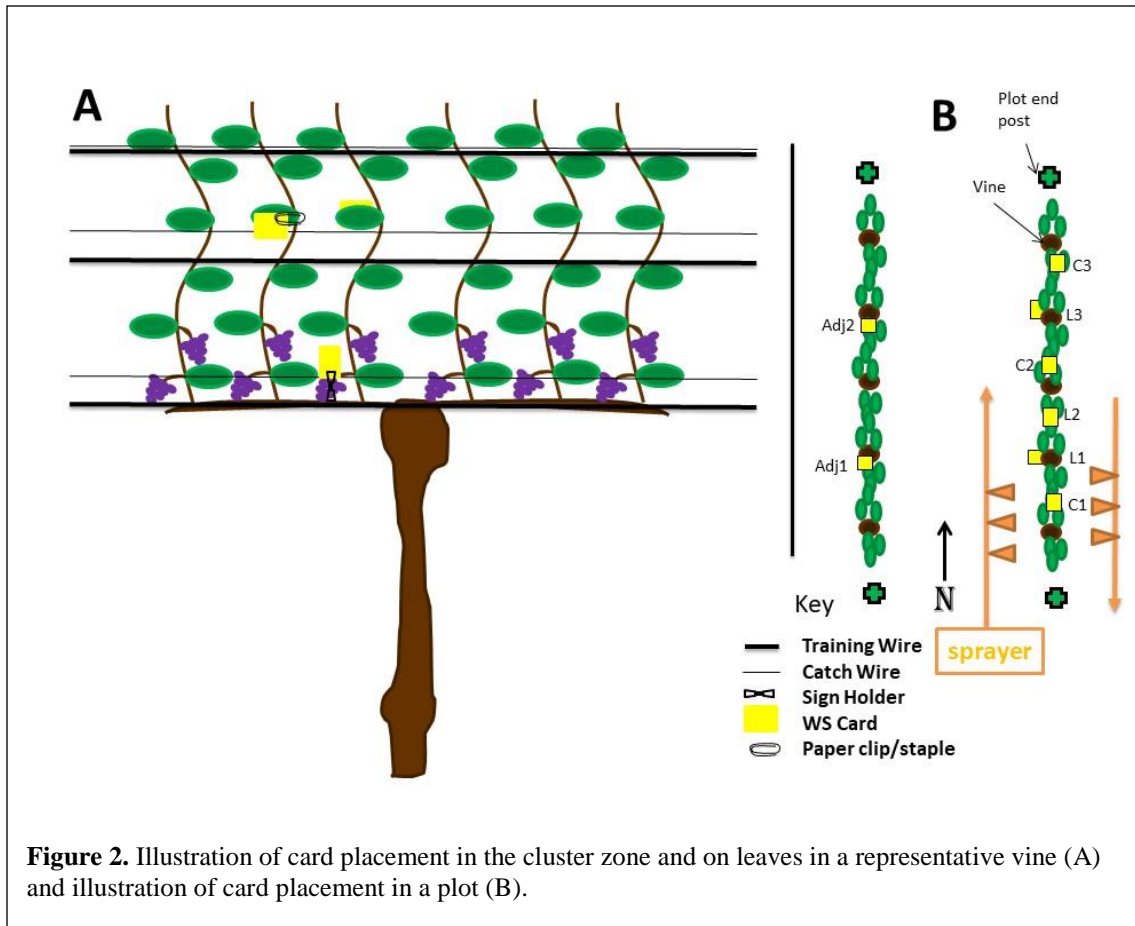 A
B
Plot end
post
Vine
C3
L3
Adj2
C2
L2
L1
Adj1
C1
N
Key
sprayer
Training Wire
Catch Wire
Sign Holder
WS Card
Paper clip/staple
Figure 2. Illustration of card placement in the cluster zone and on leaves in a representative vine (A)
and illustration of card placement in a plot (B).